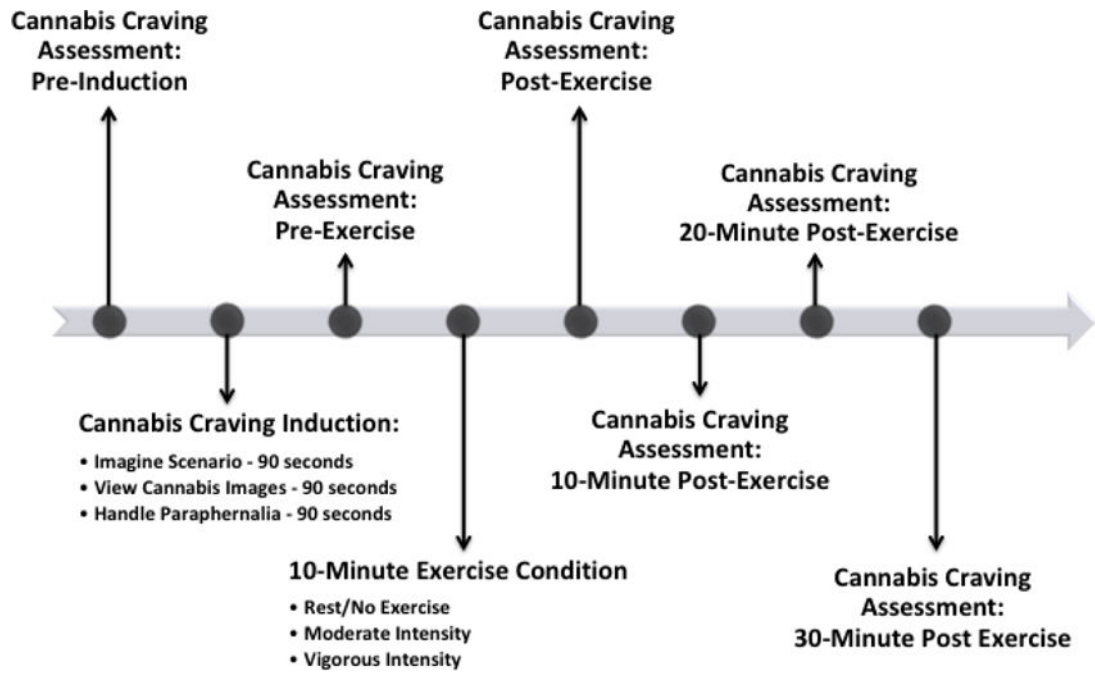 Cannabis Craving
Assessment:
Pre-Induction
Cannabis Craving Induction:
• Imagine Scenario - 90 seconds
• View Cannabis Images - 90 seconds
• Handle Paraphernalia - 90 seconds
Cannabis Craving
Assessment:
Pre-Exercise
10-Minute Exercise Condition
• Rest/No Exercise
• Moderate Intensity
• Vigorous Intensity
Cannabis Craving
Assessment:
Post-Exercise
Cannabis Craving
Assessment:
10-Minute Post-Exercise
Cannabis Craving
Assessment:
20-Minute Post-Exercise
Cannabis Craving
Assessment:
30-Minute Post Exercise